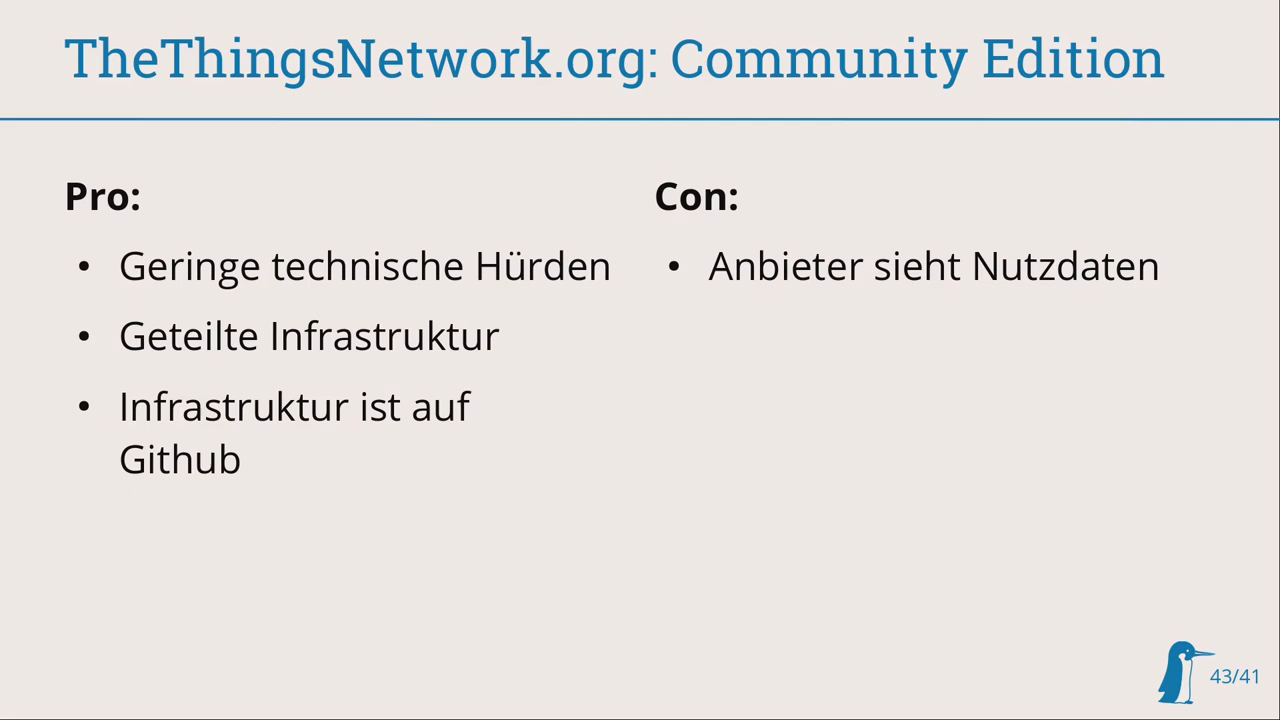 TheThingsNetwork.org: Community Edition
Pro:
• Geringe technische Hürden
• Geteilte Infrastruktur
• Infrastruktur ist auf
Github
Con:
• Anbieter sieht Nutzdaten
43/41